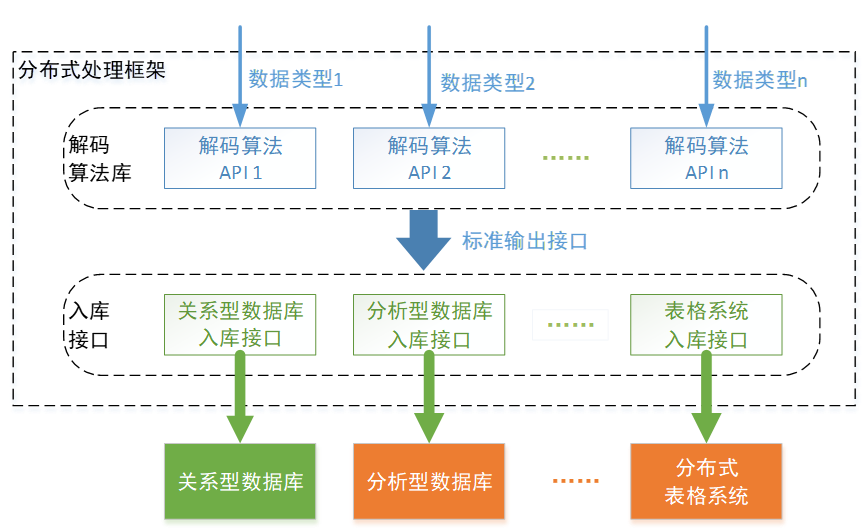 分布式处理框架
数据类型1
数据类型2
数据类型n
解码
算法库
解码算法
API 1
解码算法
API 2
……
解码算法
API n
标准输出接口
入库
接口
关系型数据库
入库接口
分析型数据库
入库接口
……
表格系统
入库接口
关系型数据库
分析型数据库
……
分布式
表格系统